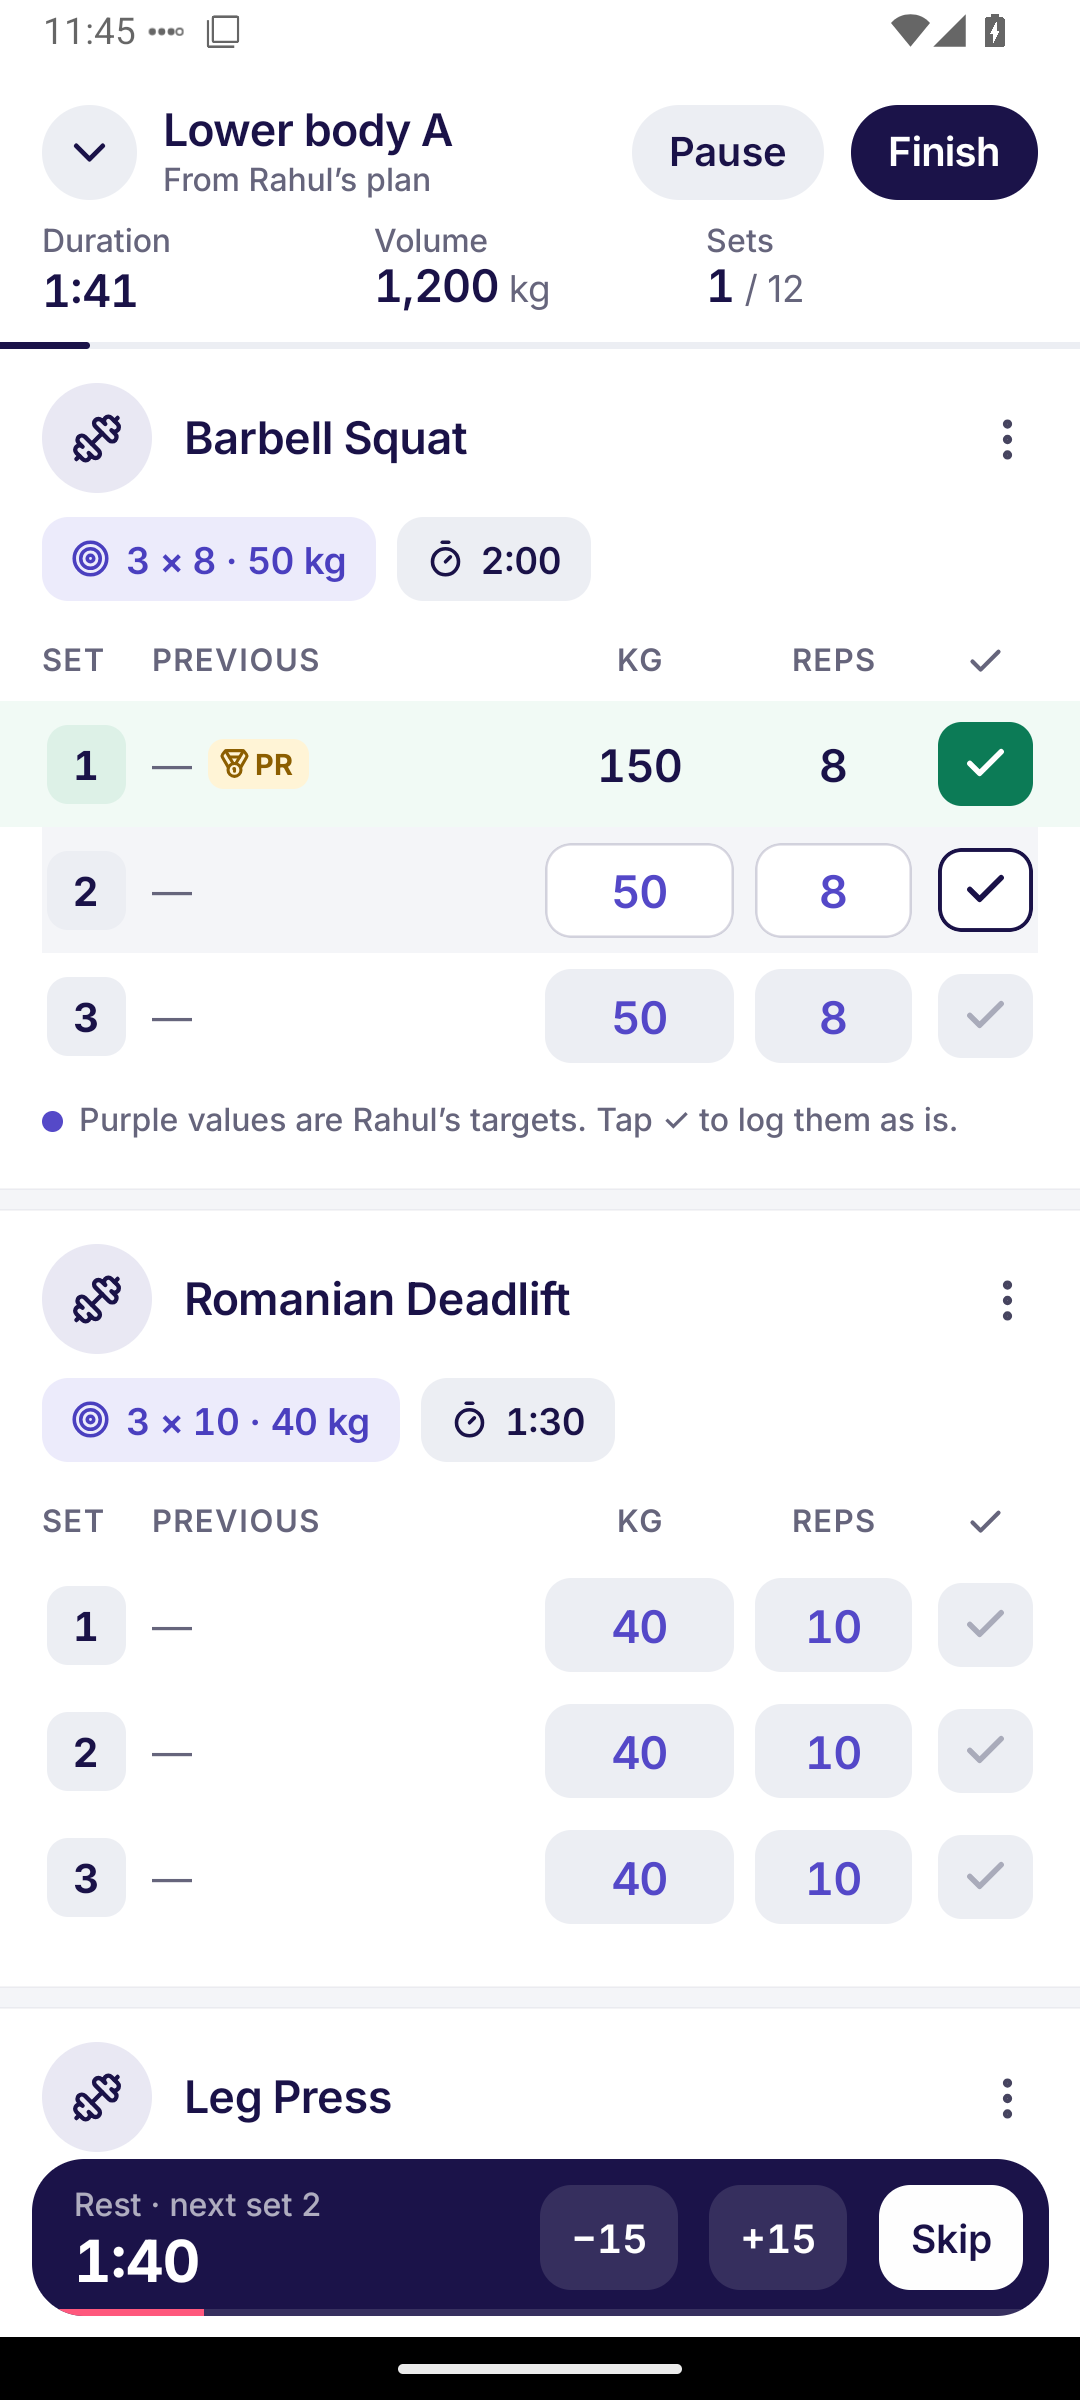 11:45
Lower body A
From Rahul’s plan
Pause
Finish
Duration
Volume
Sets
1:41
1,200 kg
1 / 12
Barbell Squat
3 × 8 · 50 kg
2:00
SET PREVIOUS KG REPS ✓
1 — PR 150 8 ✓
2 — 50 8 ✓
3 — 50 8 ✓
Purple values are Rahul’s targets. Tap ✓ to log them as is.
Romanian Deadlift
3 × 10 · 40 kg
1:30
SET PREVIOUS KG REPS ✓
1 — 40 10 ✓
2 — 40 10 ✓
3 — 40 10 ✓
Leg Press
Rest · next set 2
1:40
−15
+15
Skip